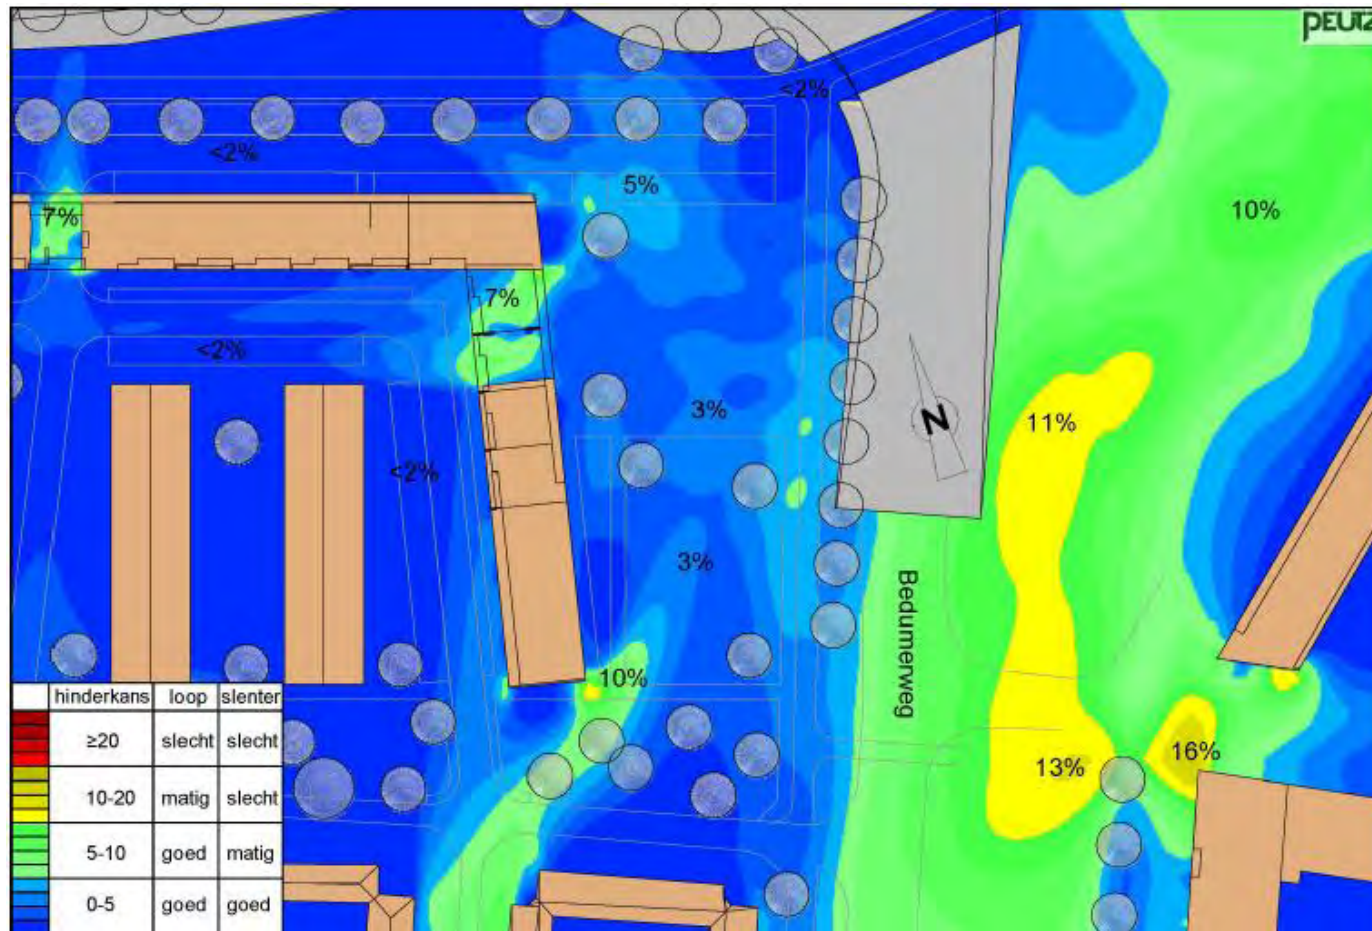 PEUTZ
<2%
<2%
5%
10%
7%
7%
<2%
3%
11%
N
<2%
3%
Bedumerweg
10%
13%
16%
hinderkans loop slenter
≥20 slecht slecht
10-20 matig slecht
5-10 goed matig
0-5 goed goed